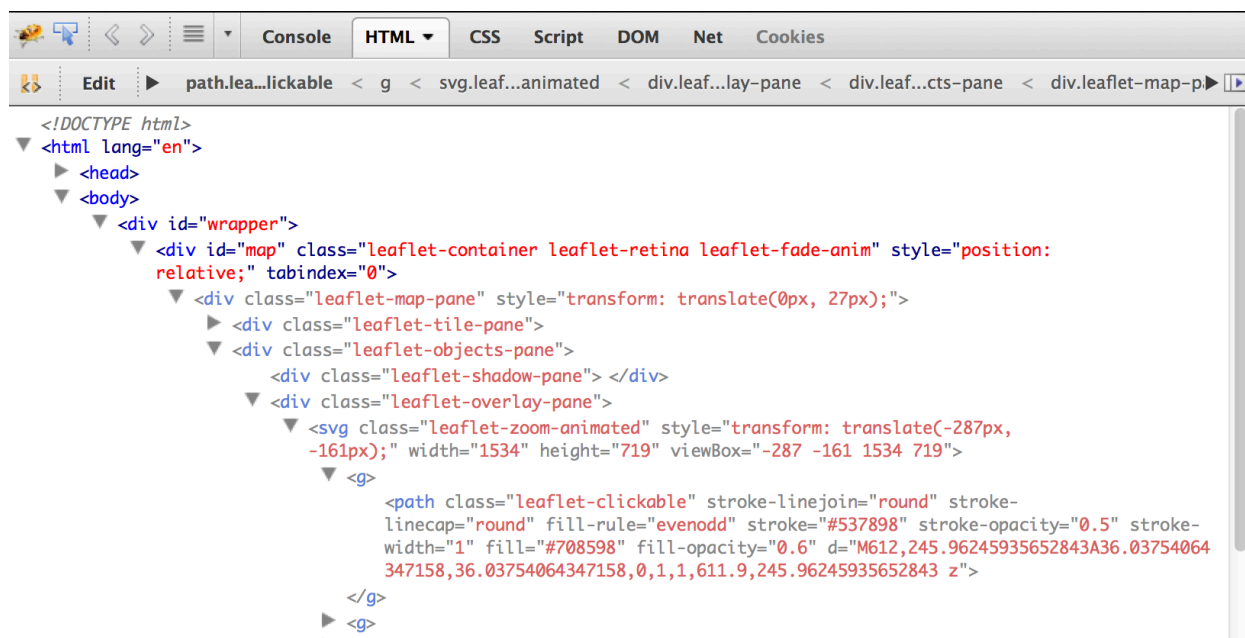 Console HTML CSS Script DOM Net Cookies
Edit path.lea...lickable < g < svg.leaf...animated < div.leaf...lay-pane < div.leaf...cts-pane < div.leaflet-map-p
<!DOCTYPE html>
<html lang="en">
<head>
<body>
<div id="wrapper">
<div id="map" class="leaflet-container leaflet-retina leaflet-fade-anim" style="position:
relative;" tabindex="0">
<div class="leaflet-map-pane" style="transform: translate(0px, 27px);">
<div class="leaflet-tile-pane">
<div class="leaflet-objects-pane">
<div class="leaflet-shadow-pane"> </div>
<div class="leaflet-overlay-pane">
<svg class="leaflet-zoom-animated" style="transform: translate(-287px,
-161px);" width="1534" height="719" viewBox="-287 -161 1534 719">
<g>
<path class="leaflet-clickable" stroke-linejoin="round" stroke-
linecap="round" fill-rule="evenodd" stroke="#537898" stroke-opacity="0.5" stroke-
width="1" fill="#708598" fill-opacity="0.6" d="M612,245.96245935652843A36.03754064
347158,36.03754064347158,0,1,1,611.9,245.96245935652843 z">
</g>
<g>